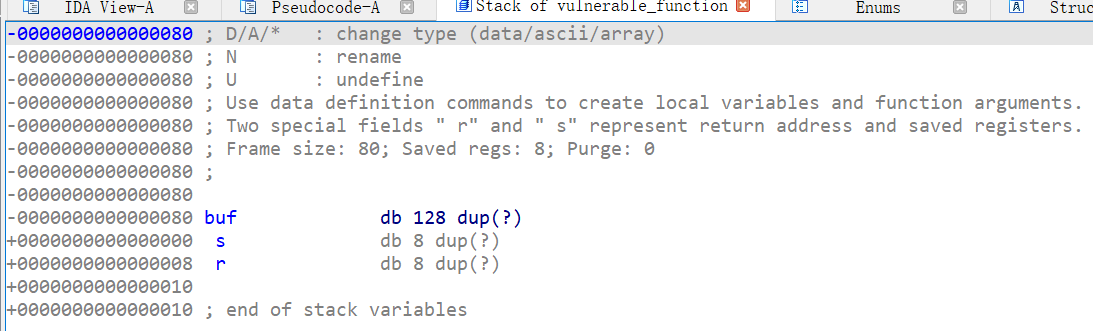 IDA View-A Pseudocode-A Stack of vulnerable_function Enums Struc
-0000000000000080 ; D/A/* : change type (data/ascii/array)
-0000000000000080 ; N : rename
-0000000000000080 ; U : undefine
-0000000000000080 ; Use data definition commands to create local variables and function arguments.
-0000000000000080 ; Two special fields " r" and " s" represent return address and saved registers.
-0000000000000080 ; Frame size: 80; Saved regs: 8; Purge: 0
-0000000000000080 ;
-0000000000000080
-0000000000000080 buf db 128 dup(?)
+0000000000000000 s db 8 dup(?)
+0000000000000008 r db 8 dup(?)
+0000000000000010
+0000000000000010 ; end of stack variables